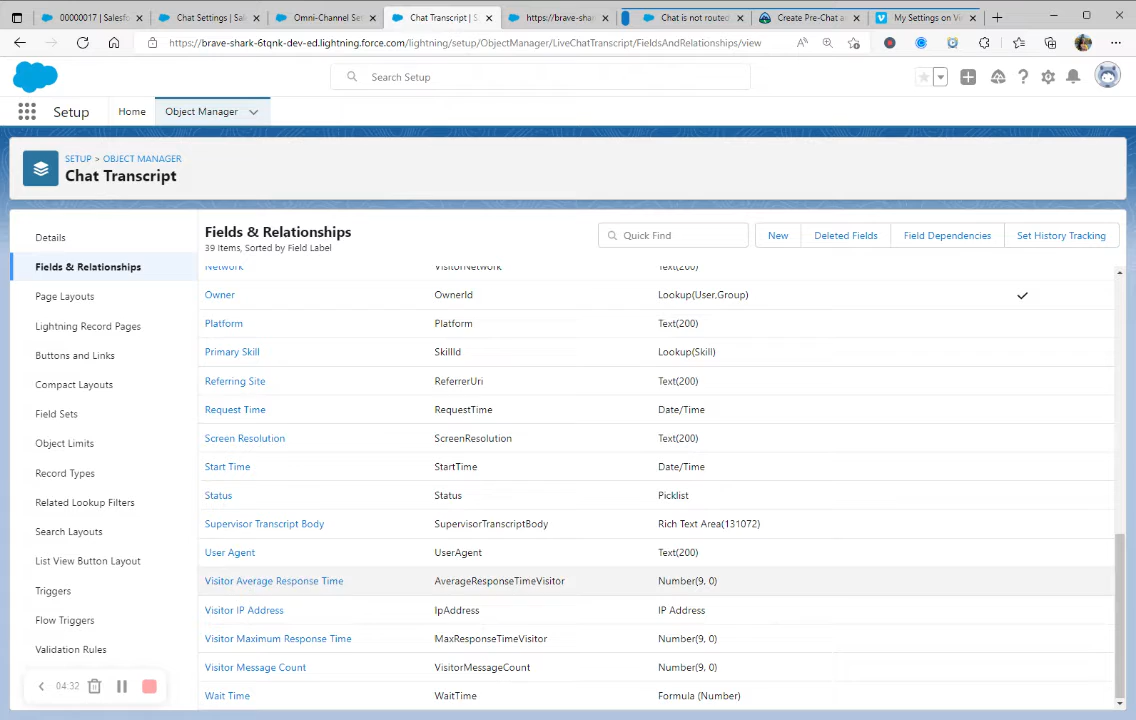 00000017 | Salesf
Chat Settings | Sal
Omni-Channel Set
Chat Transcript | S
https://brave-shark
Chat is not routed
Create Pre-Chat a
My Settings on Vi
https://brave-shark-6tqnk-dev-ed.lightning.force.com/lightning/setup/ObjectManager/LiveChatTranscript/FieldsAndRelationships/view
Search Setup
Setup
Home
Object Manager
SETUP > OBJECT MANAGER
Chat Transcript
Details
Fields & Relationships
Page Layouts
Lightning Record Pages
Buttons and Links
Compact Layouts
Field Sets
Object Limits
Record Types
Related Lookup Filters
Search Layouts
List View Button Layout
Triggers
Flow Triggers
Validation Rules
04:32
Fields & Relationships
39 Items, Sorted by Field Label
Quick Find
New
Deleted Fields
Field Dependencies
Set History Tracking
Network VisitorNetwork Text(200)
Owner OwnerId Lookup(User,Group)
Platform Platform Text(200)
Primary Skill SkillId Lookup(Skill)
Referring Site ReferrerUri Text(200)
Request Time RequestTime Date/Time
Screen Resolution ScreenResolution Text(200)
Start Time StartTime Date/Time
Status Status Picklist
Supervisor Transcript Body SupervisorTranscriptBody Rich Text Area(131072)
User Agent UserAgent Text(200)
Visitor Average Response Time AverageResponseTimeVisitor Number(9, 0)
Visitor IP Address IpAddress IP Address
Visitor Maximum Response Time MaxResponseTimeVisitor Number(9, 0)
Visitor Message Count VisitorMessageCount Number(9, 0)
Wait Time WaitTime Formula (Number)